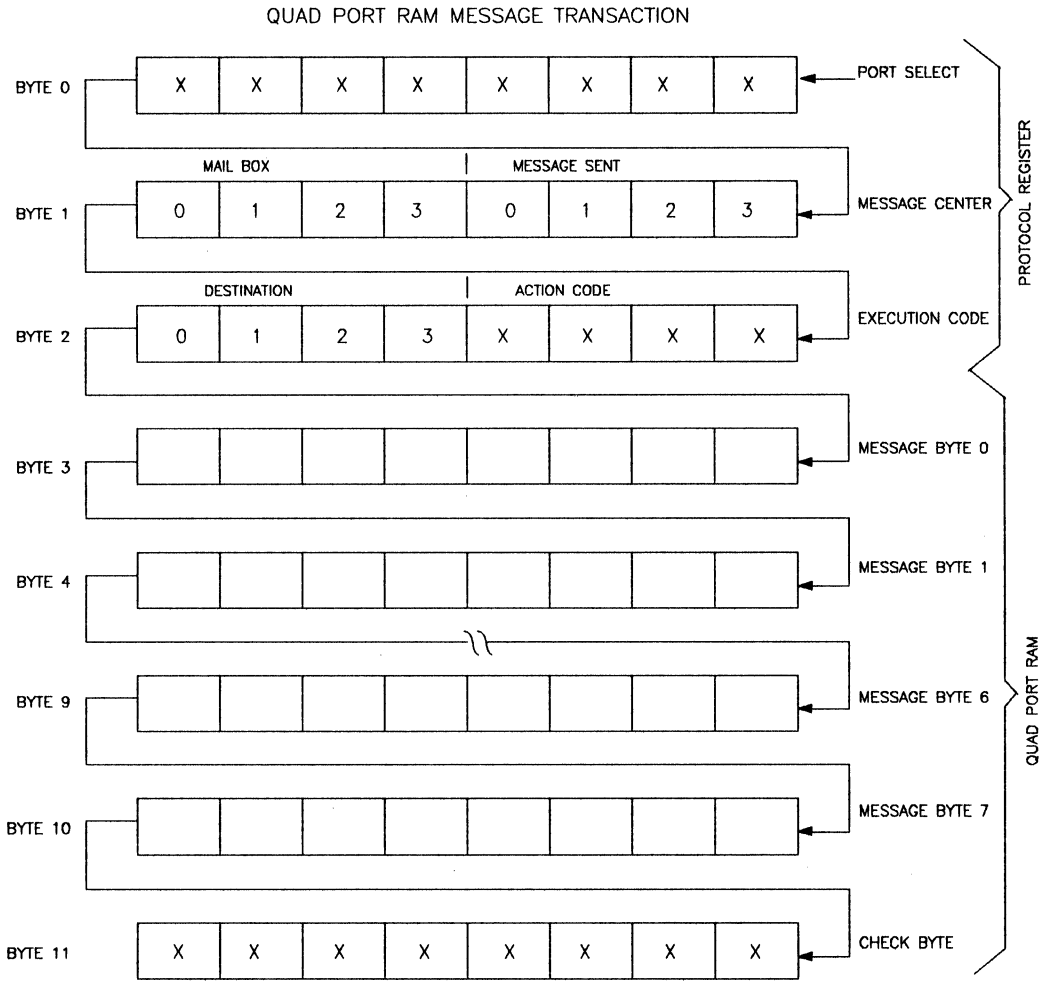 QUAD PORT RAM MESSAGE TRANSACTION
BYTE 0 X X X X X X X X PORT SELECT
MAIL BOX | MESSAGE SENT
BYTE 1 0 1 2 3 0 1 2 3 MESSAGE CENTER
DESTINATION | ACTION CODE
BYTE 2 0 1 2 3 X X X X EXECUTION CODE
PROTOCOL REGISTER
BYTE 3 MESSAGE BYTE 0
BYTE 4 MESSAGE BYTE 1
BYTE 9 MESSAGE BYTE 6
BYTE 10 MESSAGE BYTE 7
BYTE 11 X X X X X X X X CHECK BYTE
QUAD PORT RAM